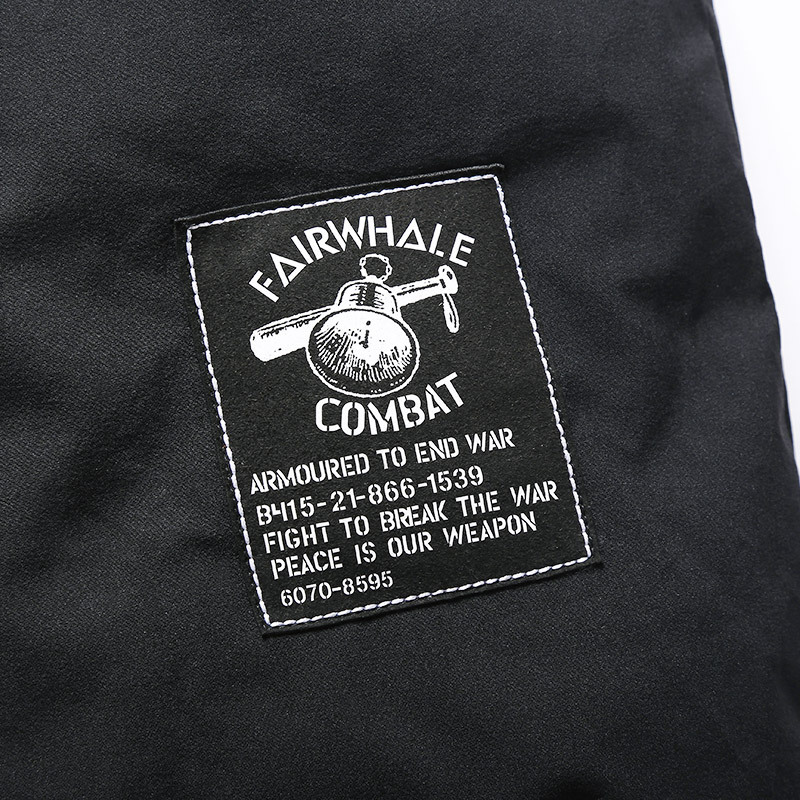 FAIRWHALE
COMBAT
ARMOURED TO END WAR
B415-21-866-1539
FIGHT TO BREAK THE WAR
PEACE IS OUR WEAPON
6070-8595